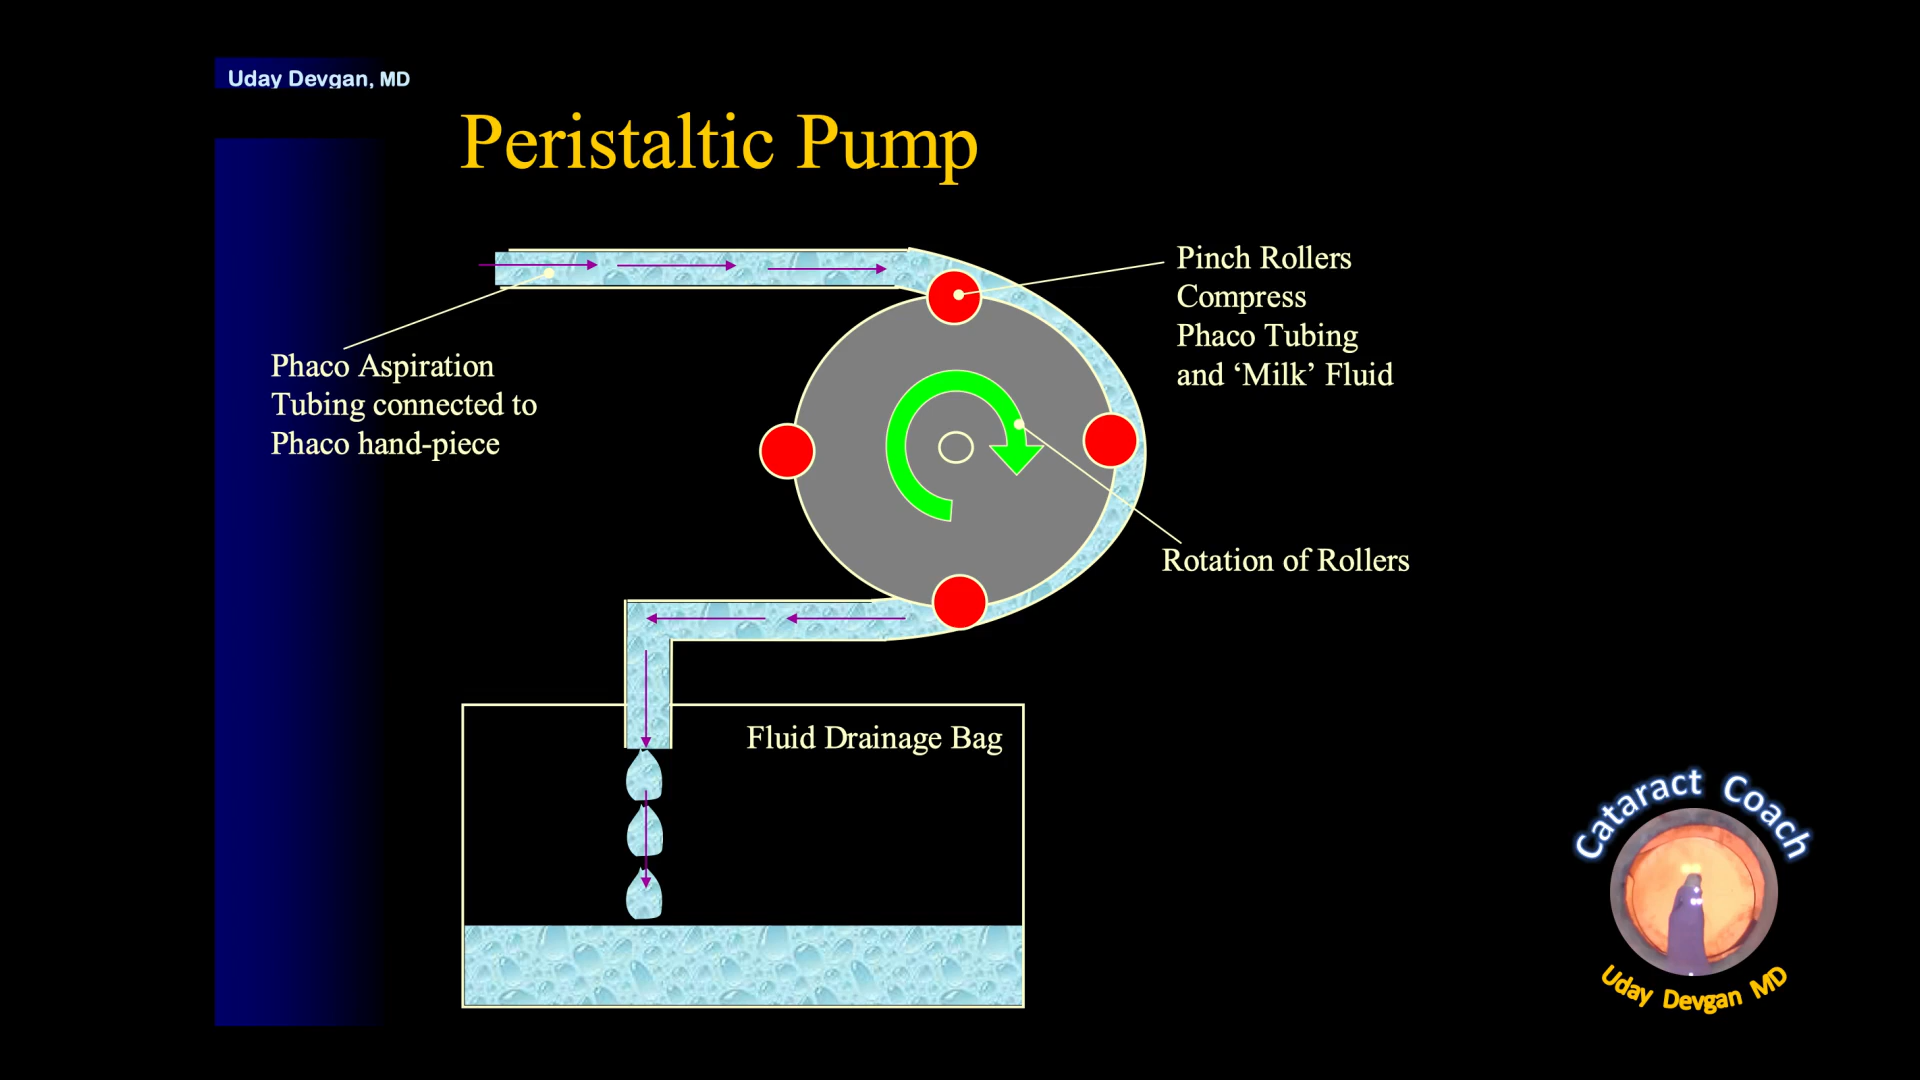 Uday Devgan, MD
Peristaltic Pump
Pinch Rollers
Compress
Phaco Tubing
and ‘Milk’ Fluid
Phaco Aspiration
Tubing connected to
Phaco hand-piece
Rotation of Rollers
Fluid Drainage Bag
Cataract Coach
Uday Devgan MD